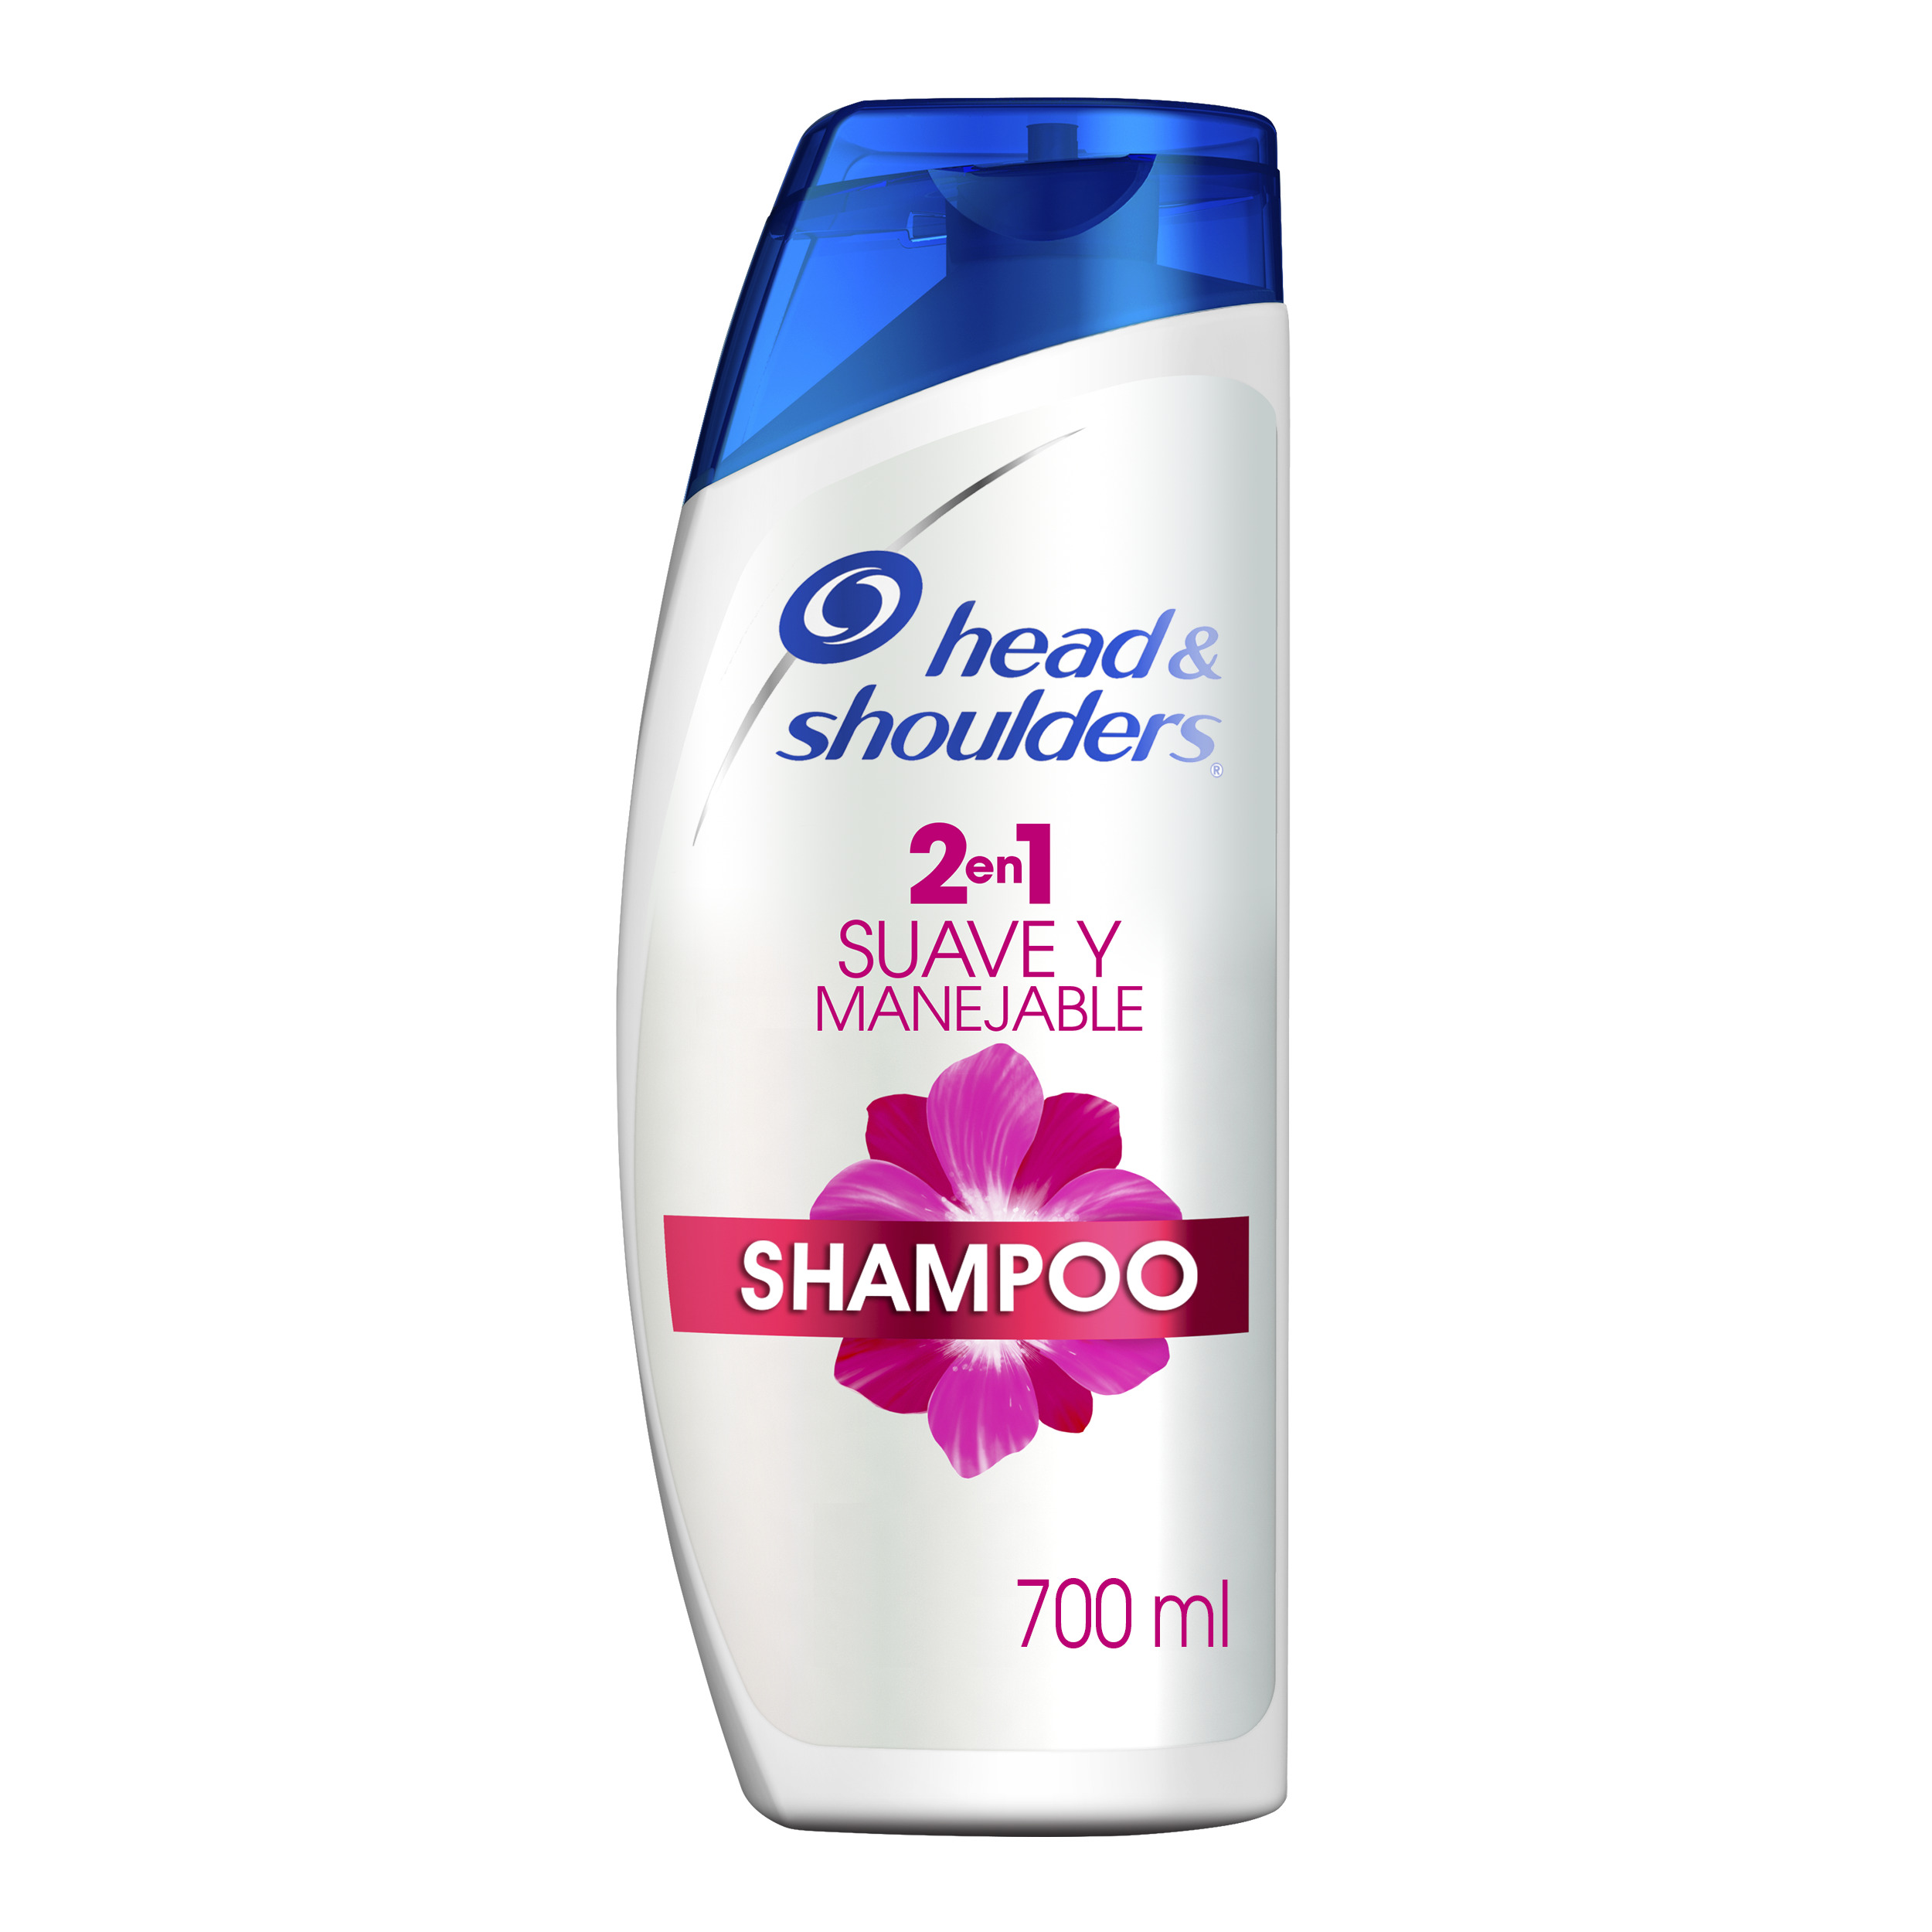 head &
shoulders®
2en1
SUAVE Y
MANEJABLE
SHAMPOO
700 ml